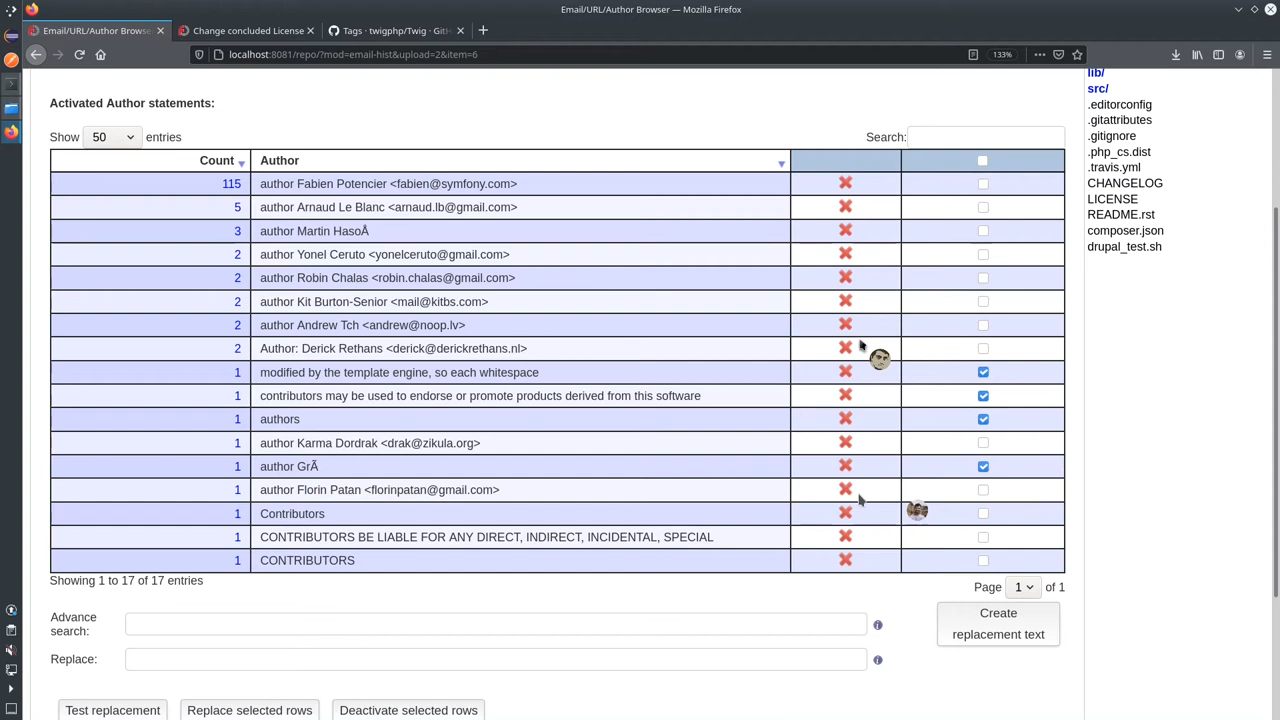 Email/URL/Author Browser — Mozilla Firefox
Email/URL/Author Browse
Change concluded License
Tags · twigphp/Twig · Git
localhost:8081/repo/?mod=email-hist&upload=2&item=6
133%
Activated Author statements:
Show 50 entries
Search:
Count Author
115 author Fabien Potencier <fabien@symfony.com>
5 author Arnaud Le Blanc <arnaud.lb@gmail.com>
3 author Martin HasoÅ
2 author Yonel Ceruto <yonelceruto@gmail.com>
2 author Robin Chalas <robin.chalas@gmail.com>
2 author Kit Burton-Senior <mail@kitbs.com>
2 author Andrew Tch <andrew@noop.lv>
2 Author: Derick Rethans <derick@derickrethans.nl>
1 modified by the template engine, so each whitespace
1 contributors may be used to endorse or promote products derived from this software
1 authors
1 author Karma Dordrak <drak@zikula.org>
1 author GrÃ
1 author Florin Patan <florinpatan@gmail.com>
1 Contributors
1 CONTRIBUTORS BE LIABLE FOR ANY DIRECT, INDIRECT, INCIDENTAL, SPECIAL
1 CONTRIBUTORS
Showing 1 to 17 of 17 entries
Page 1 of 1
Advance
search:
Create
replacement text
Replace:
Test replacement
Replace selected rows
Deactivate selected rows
lib/
src/
.editorconfig
.gitattributes
.gitignore
.php_cs.dist
.travis.yml
CHANGELOG
LICENSE
README.rst
composer.json
drupal_test.sh